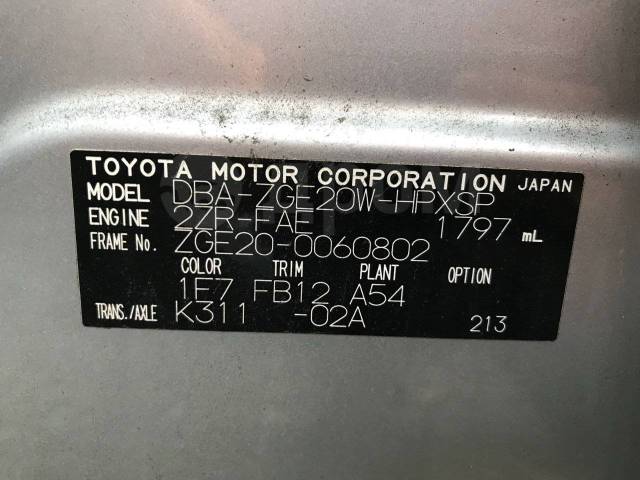 TOYOTA MOTOR CORPORATION JAPAN
MODEL DBA-ZGE20W-HPXSP
ENGINE 2ZR-FAE 1797 mL
FRAME No. ZGE20-0060802
COLOR TRIM PLANT OPTION
1E7 FB12 A54
TRANS./AXLE K311 -02A 213